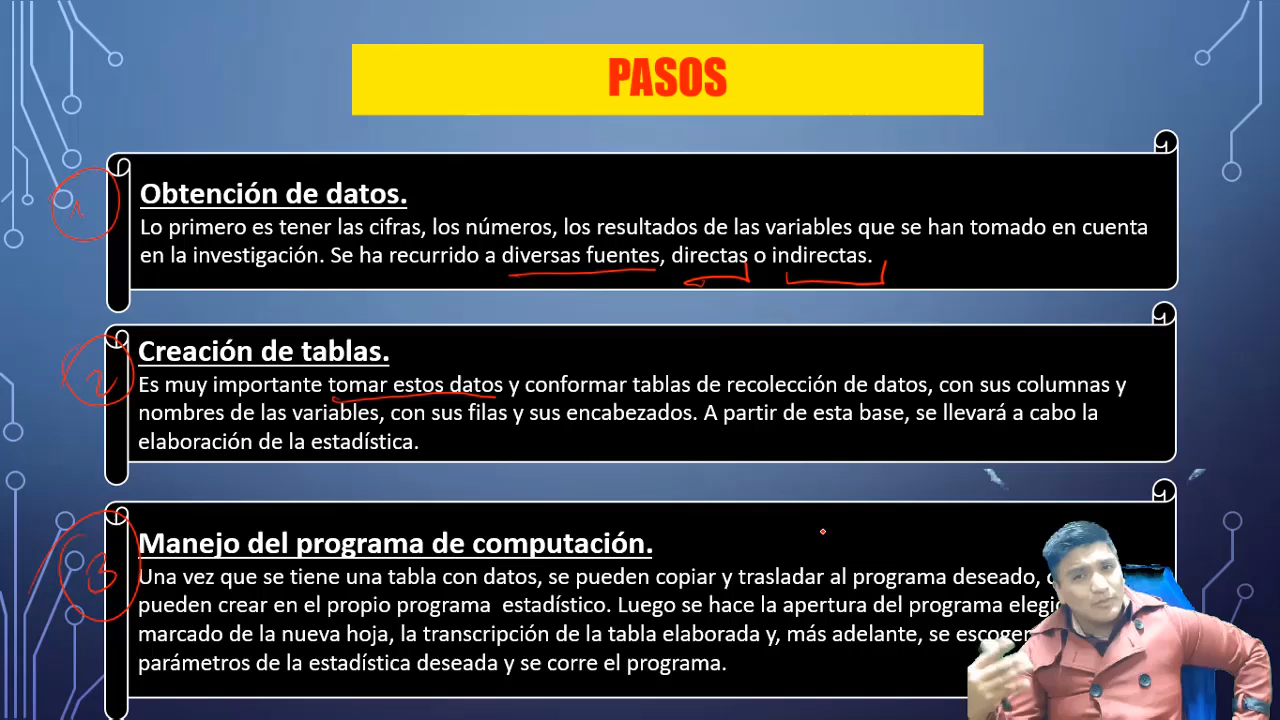 PASOS
1
Obtención de datos.
Lo primero es tener las cifras, los números, los resultados de las variables que se han tomado en cuenta
en la investigación. Se ha recurrido a diversas fuentes, directas o indirectas.
2
Creación de tablas.
Es muy importante tomar estos datos y conformar tablas de recolección de datos, con sus columnas y
nombres de las variables, con sus filas y sus encabezados. A partir de esta base, se llevará a cabo la
elaboración de la estadística.
3
Manejo del programa de computación.
Una vez que se tiene una tabla con datos, se pueden copiar y trasladar al programa deseado,
pueden crear en el propio programa estadístico. Luego se hace la apertura del programa
marcado de la nueva hoja, la transcripción de la tabla elaborada y, más adelante, se
parámetros de la estadística deseada y se corre el programa.